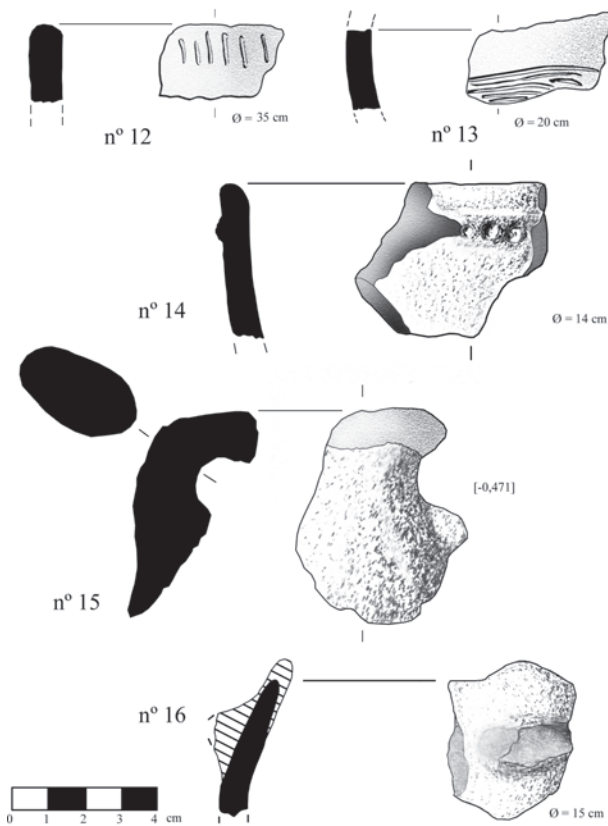 nº 12
Ø = 35 cm
nº 13
Ø = 20 cm
nº 14
Ø = 14 cm
nº 15
[-0,471]
nº 16
Ø = 15 cm
0 1 2 3 4 cm